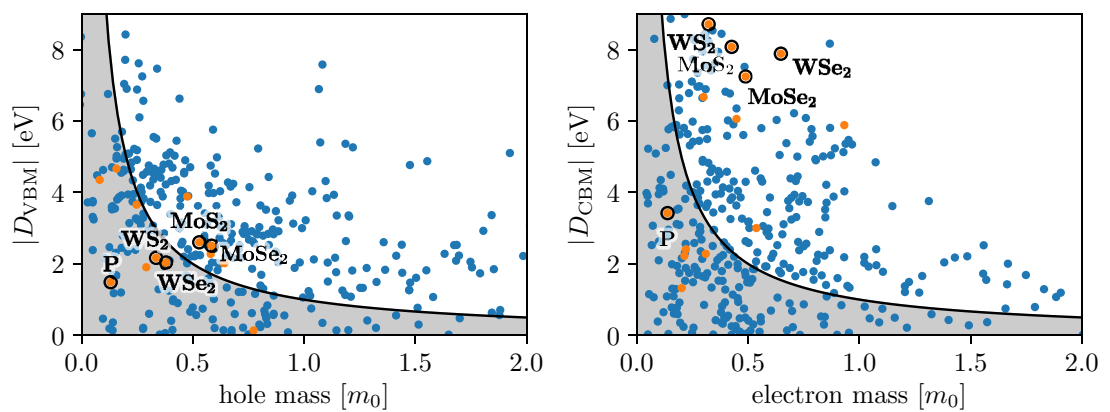 8
6
4
2
0
|D_VBM| [eV]
MoS₂
WS₂
MoSe₂
P
WSe₂
0.0 0.5 1.0 1.5 2.0
hole mass [m₀]
8
6
4
2
0
|D_CBM| [eV]
WS₂
MoS₂
WSe₂
MoSe₂
P
0.0 0.5 1.0 1.5 2.0
electron mass [m₀]